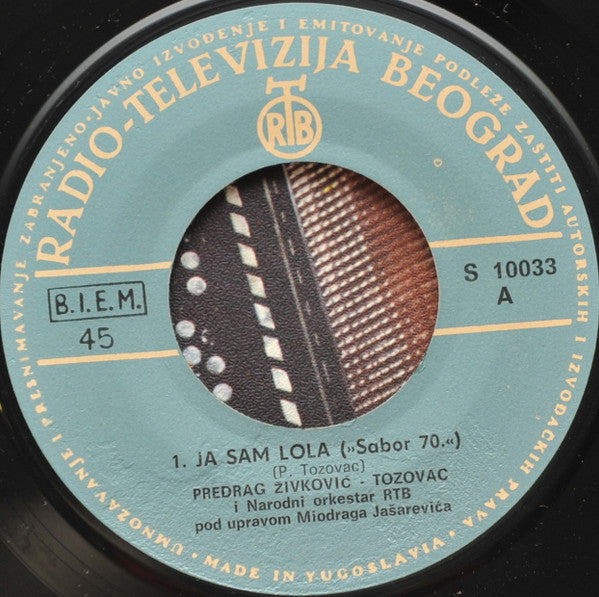 UMNOŽAVANJE I PRESNIMAVANJE ZABRANJENO • JAVNO IZVOĐENJE I EMITOVANJE PODLEŽE ZAŠTITI AUTORSKIH I IZVOĐAČKIH PRAVA • MADE IN YUGOSLAVIA •
RADIO-TELEVIZIJA BEOGRAD
RTB
B.I.E.M.
45
S 10033
A
1. JA SAM LOLA (»Sabor 70.«)
(P. Tozovac)
PREDRAG ŽIVKOVIĆ - TOZOVAC
i Narodni orkestar RTB
pod upravom Miodraga Jašarevića